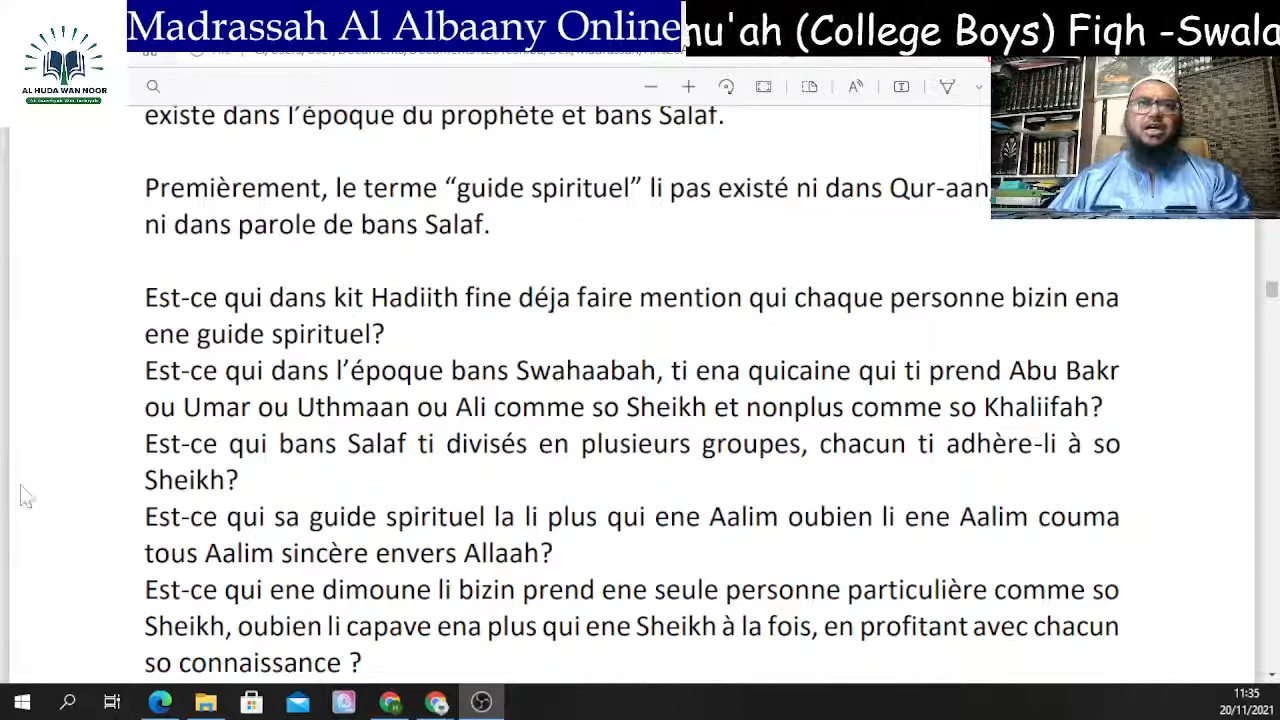 Madrassah Al Albaany Online
nu'ah (College Boys) Fiqh -Swala
AL HUDA WAN NOOR
existe dans l'époque du prophète et bans Salaf.
Premièrement, le terme “guide spirituel” li pas existé ni dans Qur-aan
ni dans parole de bans Salaf.
Est-ce qui dans kit Hadiith fine déja faire mention qui chaque personne bizin ena
ene guide spirituel?
Est-ce qui dans l'époque bans Swahaabah, ti ena quicaine qui ti prend Abu Bakr
ou Umar ou Uthmaan ou Ali comme so Sheikh et nonplus comme so Khaliifah?
Est-ce qui bans Salaf ti divisés en plusieurs groupes, chacun ti adhère-li à so
Sheikh?
Est-ce qui sa guide spirituel la li plus qui ene Aalim oubien li ene Aalim couma
tous Aalim sincère envers Allaah?
Est-ce qui ene dimoune li bizin prend ene seule personne particulière comme so
Sheikh, oubien li capave ena plus qui ene Sheikh à la fois, en profitant avec chacun
so connaissance ?
11:35
20/11/2021